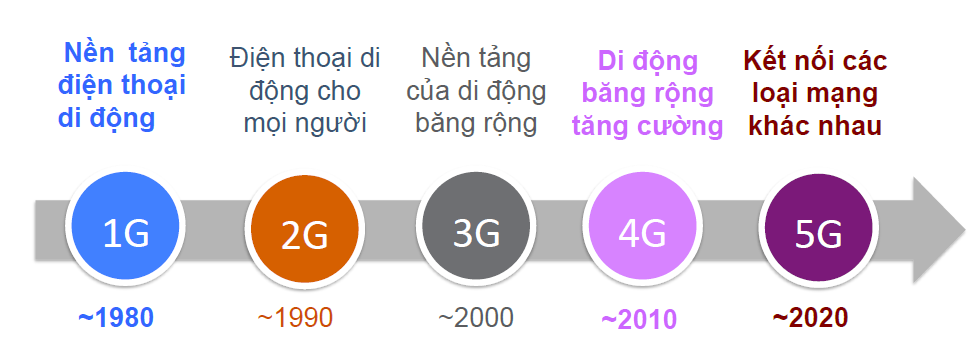 Nền tảng
điện thoại
di động
Điện thoại di
động cho
mọi người
Nền tảng
của di động
băng rộng
Di động
băng rộng
tăng cường
Kết nối các
loại mạng
khác nhau
1G
2G
3G
4G
5G
~1980
~1990
~2000
~2010
~2020